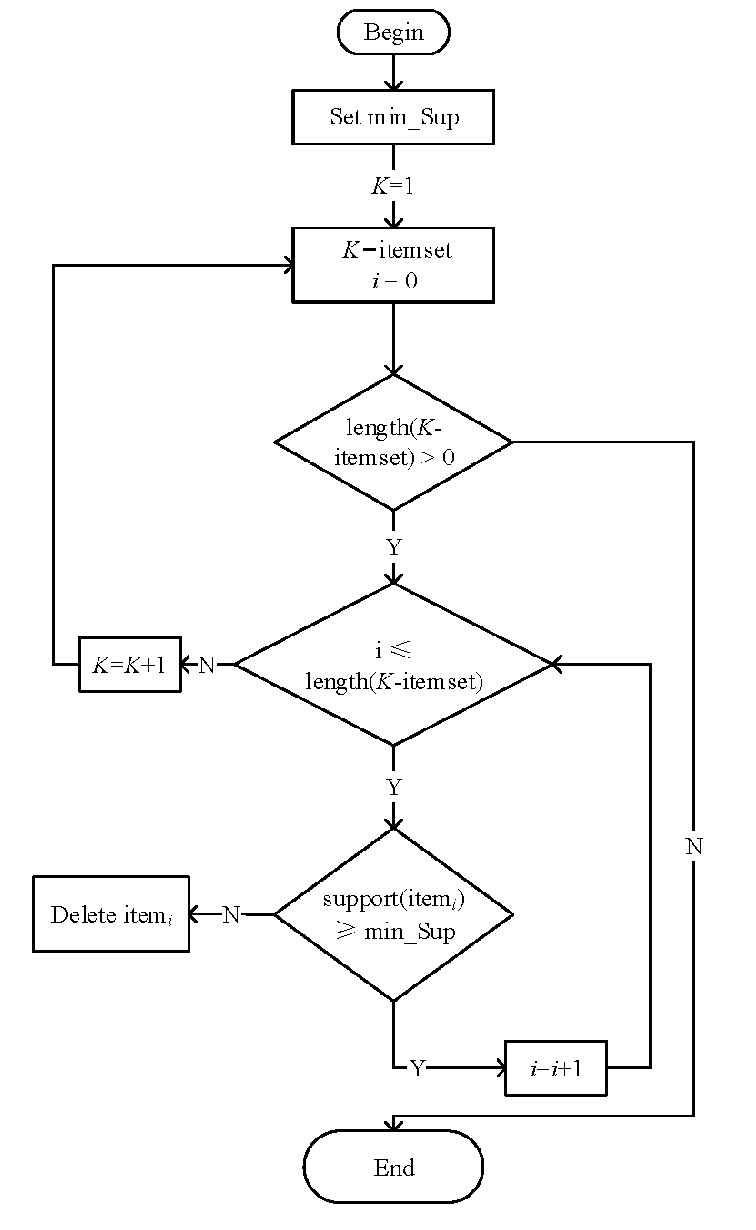 Begin
Set min_Sup
K=1
K-itemset
i = 0
length(K-
itemset) > 0
Y
i ≤
length(K-itemset)
N
K=K+1
Y
N
support(itemᵢ)
≥ min_Sup
N
Delete itemᵢ
Y
i=i+1
End